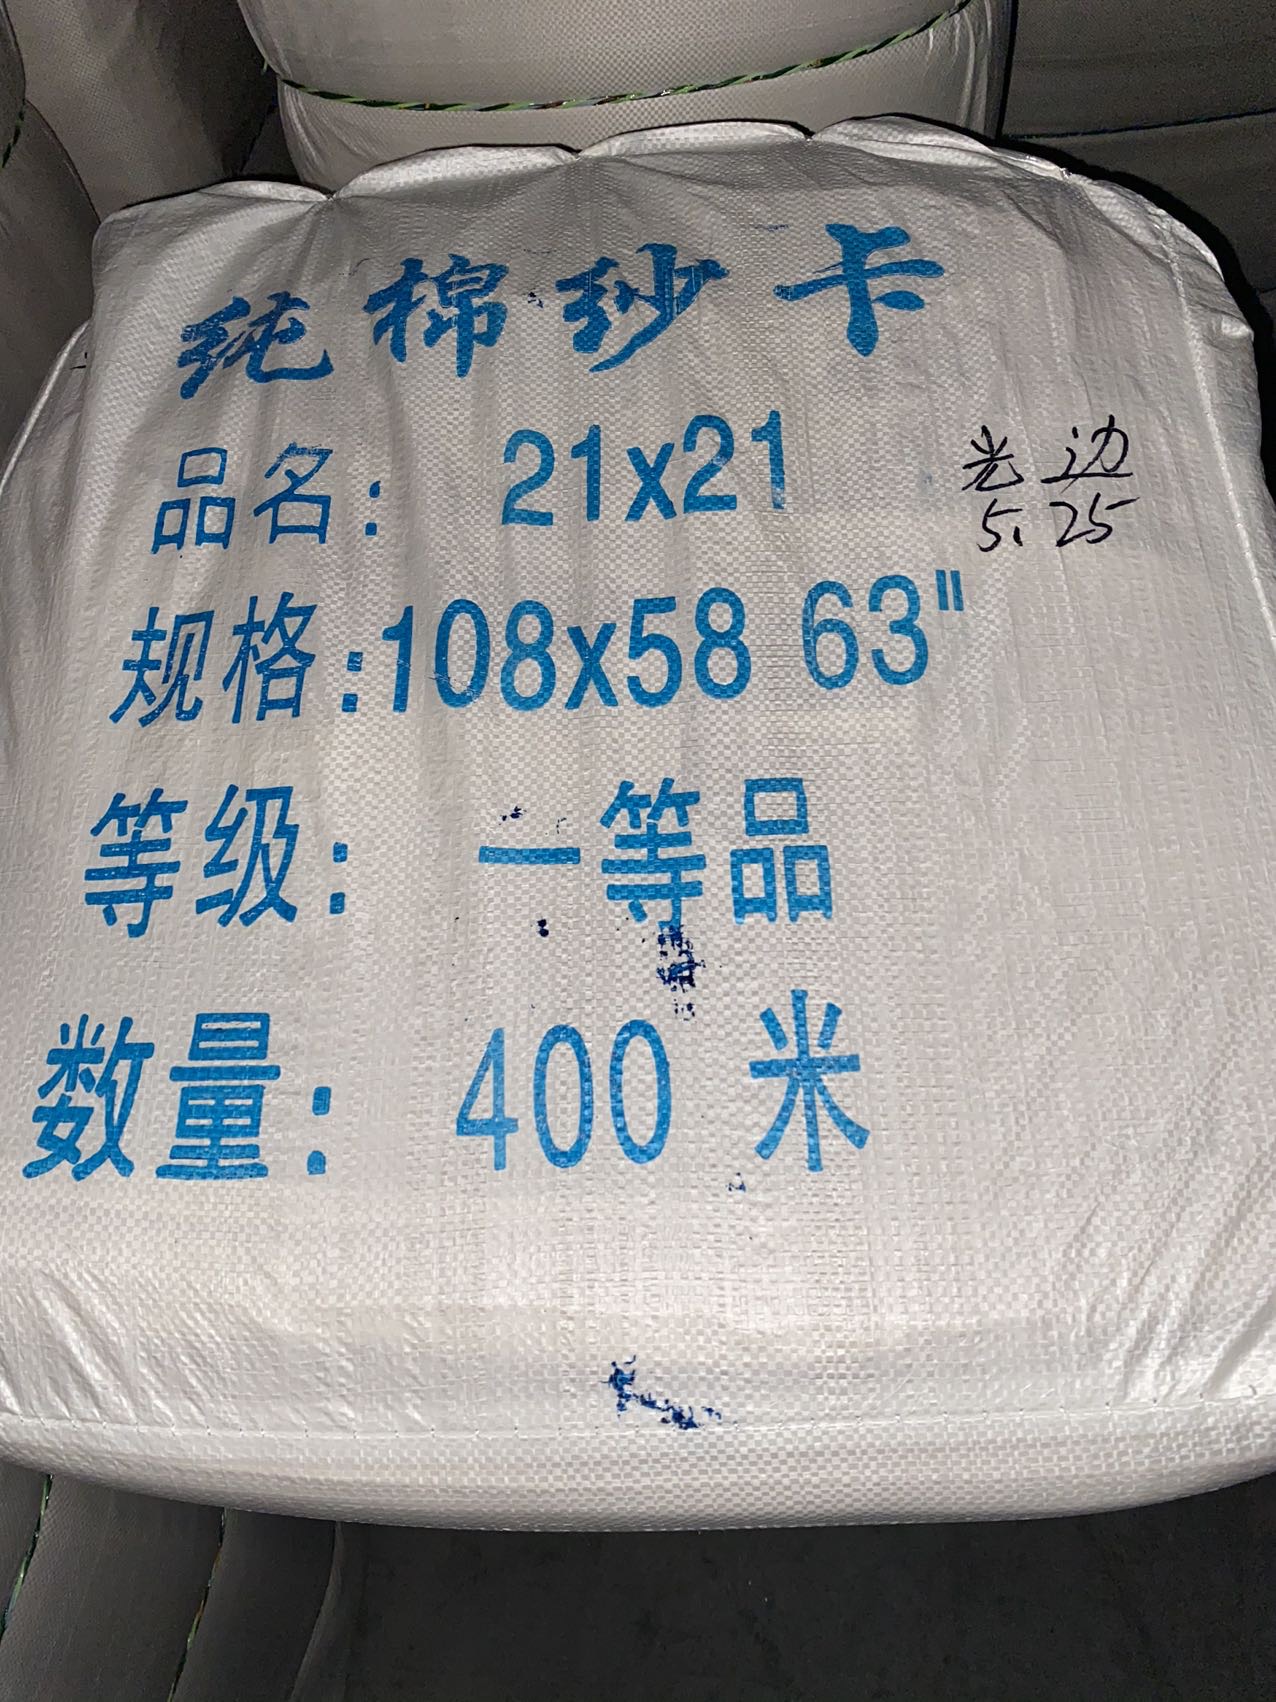 纯棉纱卡
品名： 21x21
光边
5.25
规格:108x58 63"
等级： 一等品
数量： 400 米